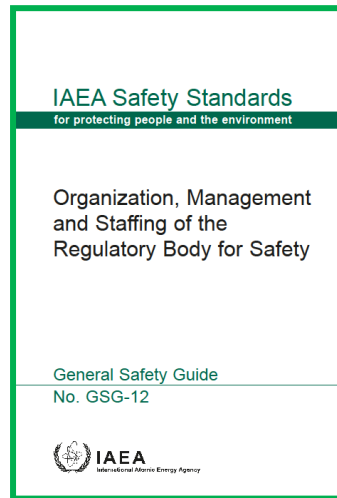 IAEA Safety Standards
for protecting people and the environment
Organization, Management
and Staffing of the
Regulatory Body for Safety
General Safety Guide
No. GSG-12
IAEA
International Atomic Energy Agency